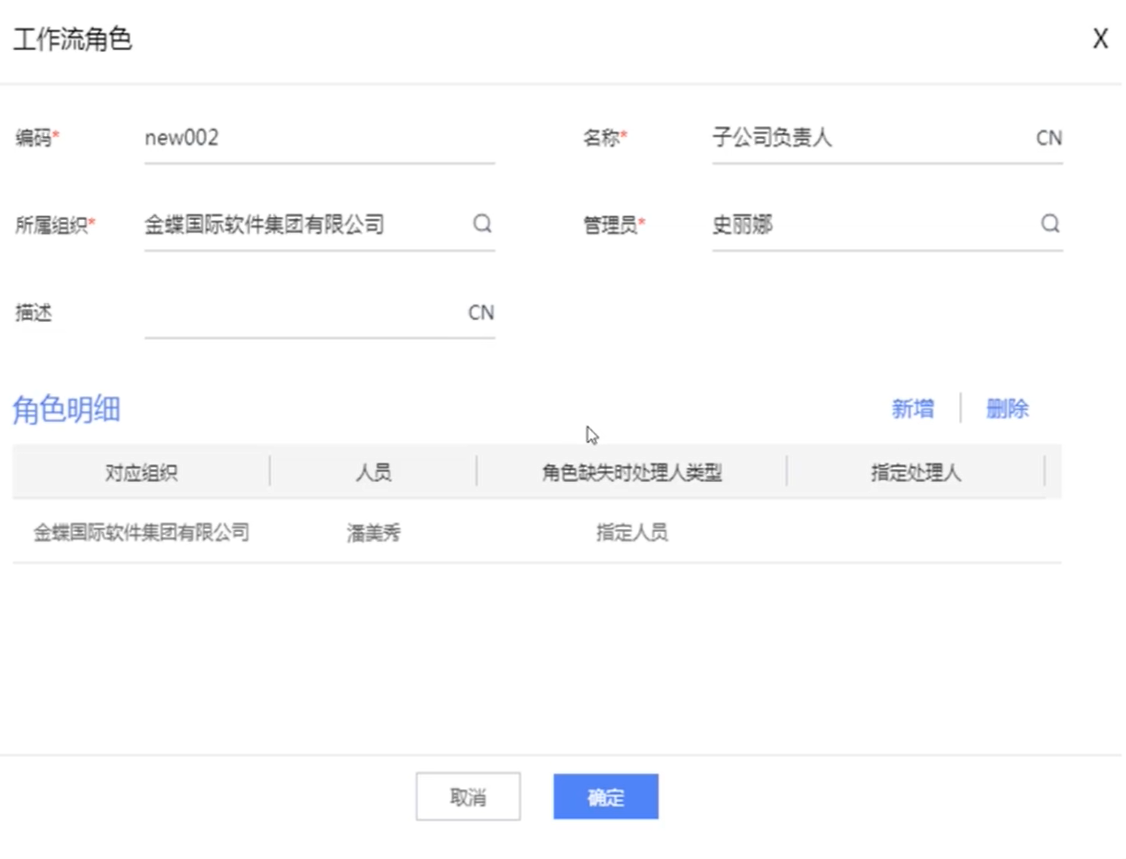 工作流角色 X
编码* new002 名称* 子公司负责人 CN
所属组织* 金蝶国际软件集团有限公司 管理员* 史丽娜
描述 CN
角色明细 新增 删除
对应组织 人员 角色缺失时处理人类型 指定处理人
金蝶国际软件集团有限公司 潘美秀 指定人员
取消 确定